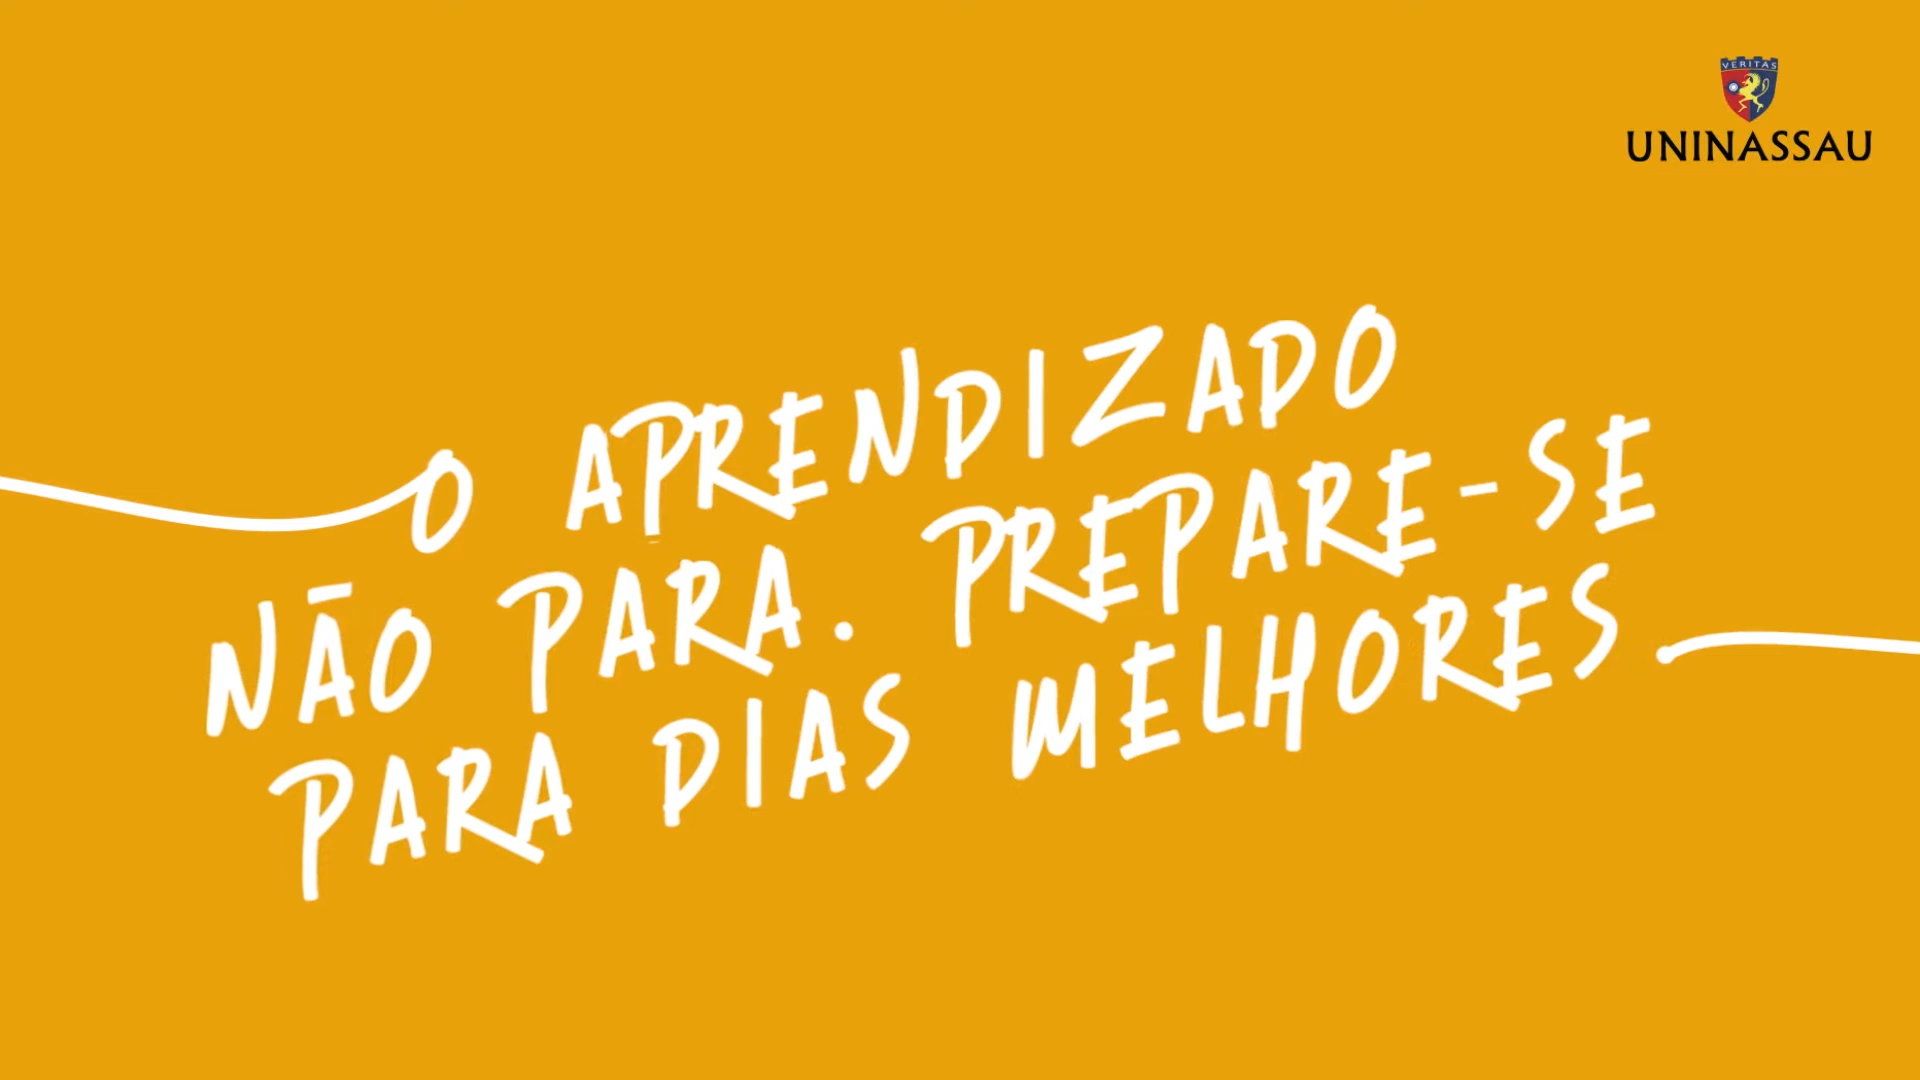 VERITAS
UNINASSAU
O APRENDIZADO
NÃO PARA. PREPARE-SE
PARA DIAS MELHORES.